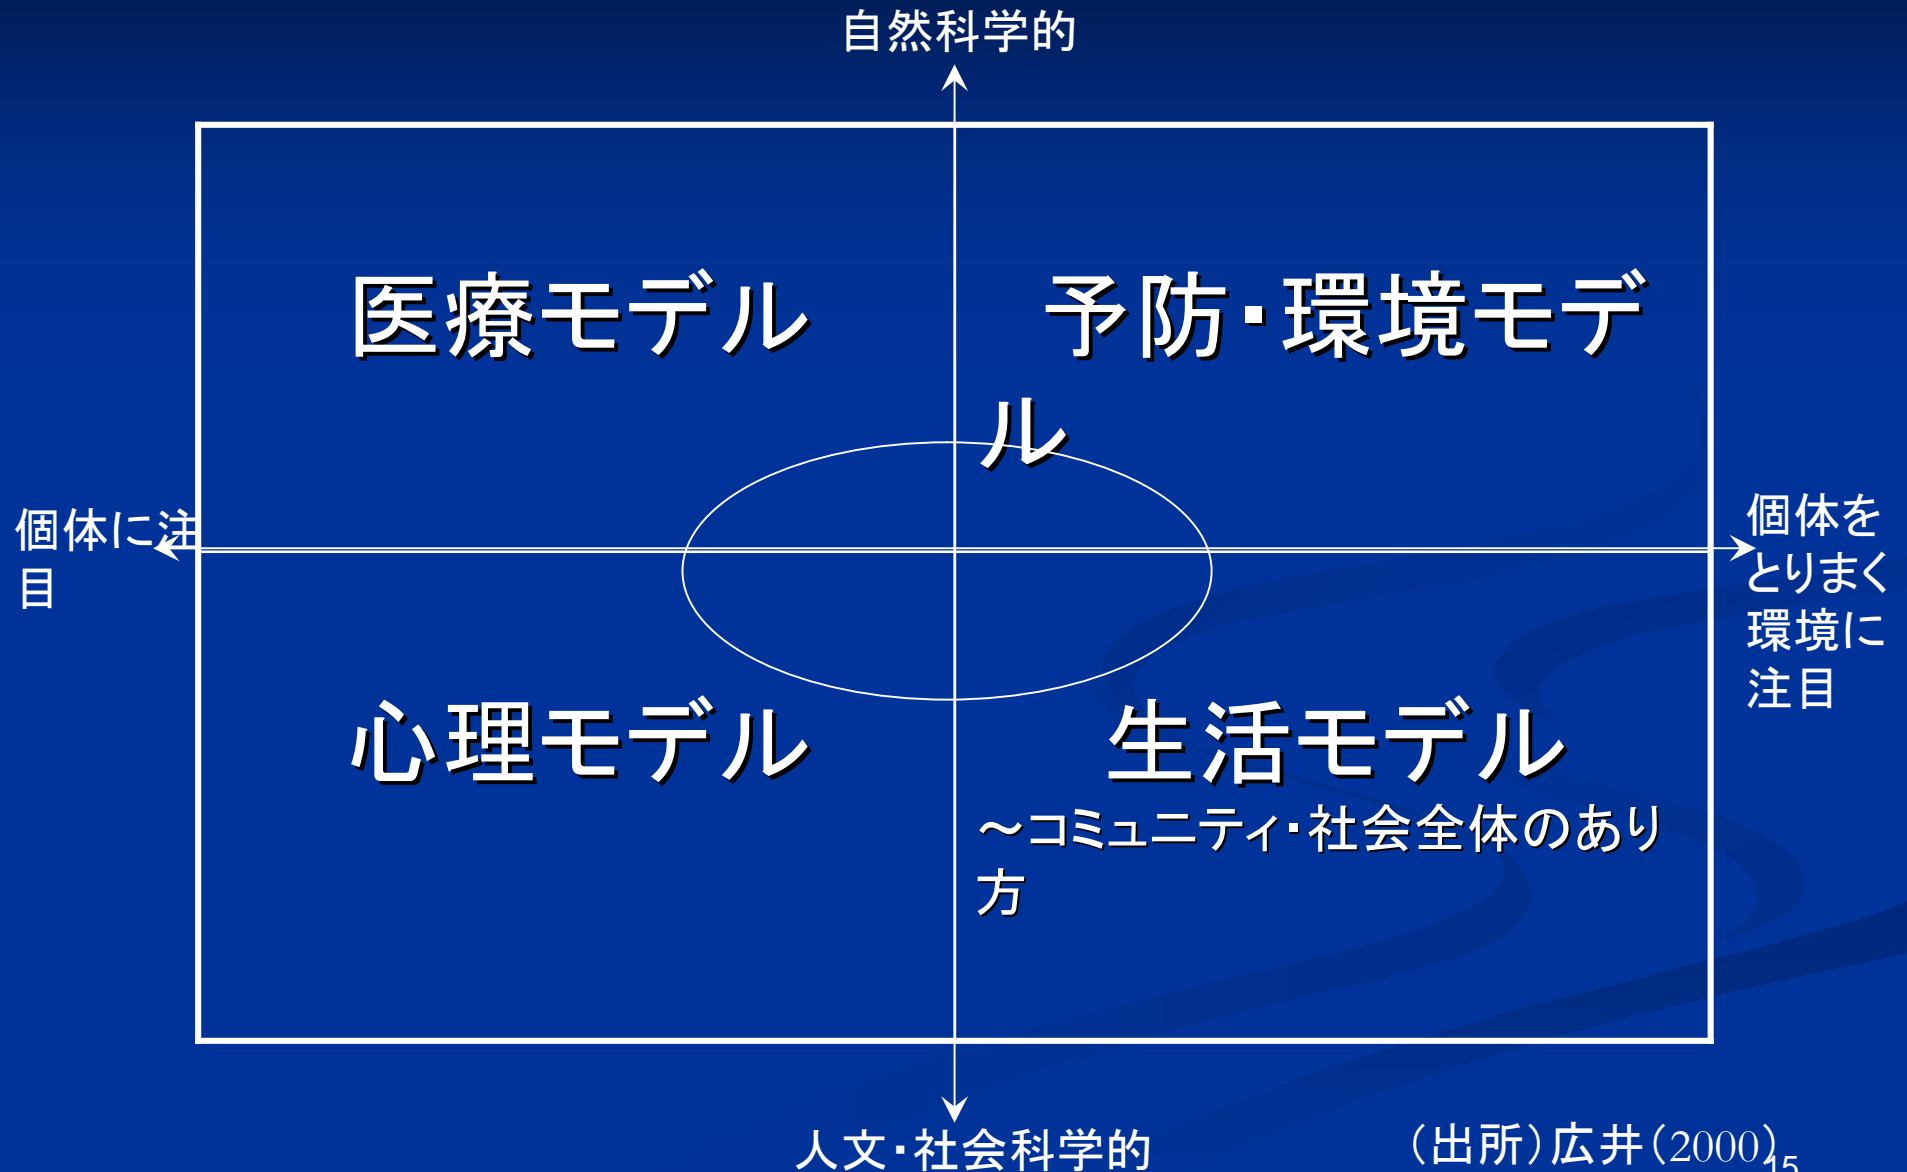 自然科学的
医療モデル
予防・環境モデ
ル
個体に注
目
個体を
とりまく
環境に
注目
心理モデル
生活モデル
～コミュニティ・社会全体のあり
方
人文・社会科学的
（出所）広井（2000）
15